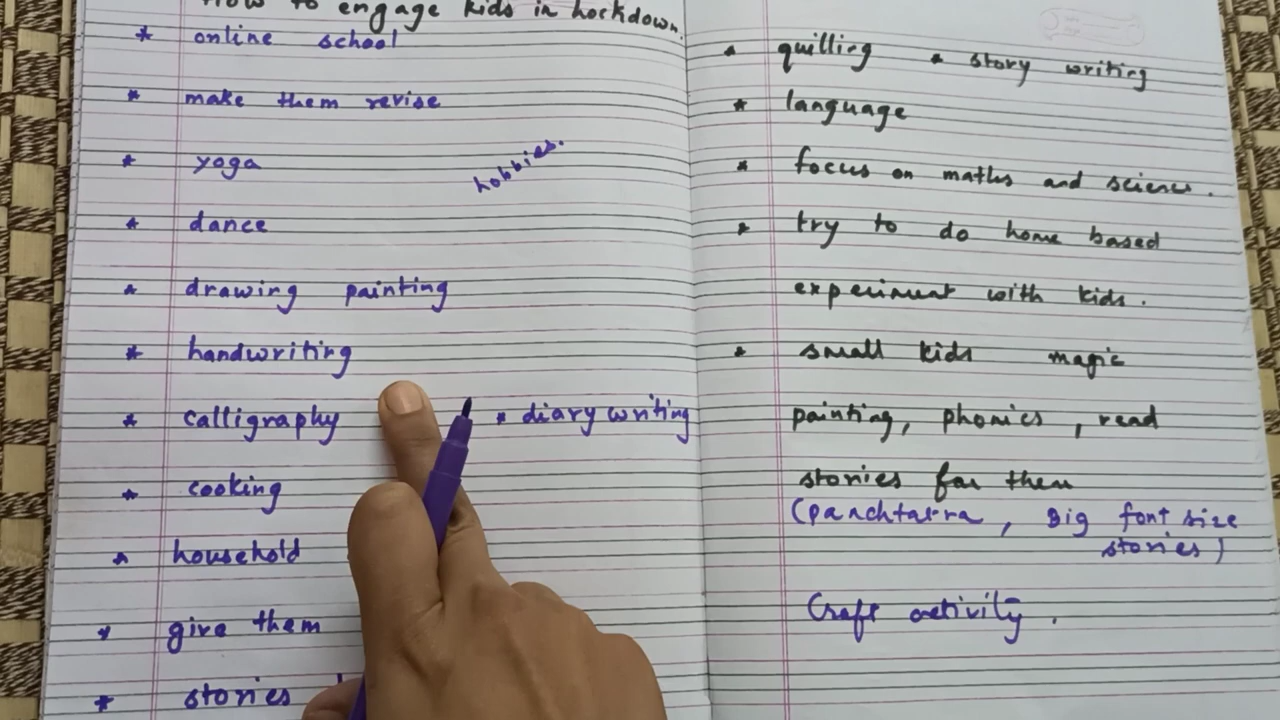 How to engage kids in lockdown.
* online school
* make them revise
* yoga
hobbies.
* dance
* drawing painting
* handwriting
* calligraphy * diary writing
* cooking
* household
* give them
* stories
* quilling * story writing
* language
* focus on maths and science.
* try to do home based
experiment with kids.
* small kids magic
painting, phonics, read
stories for them
(panchtatra, Big font size
stories)
Craft activity.